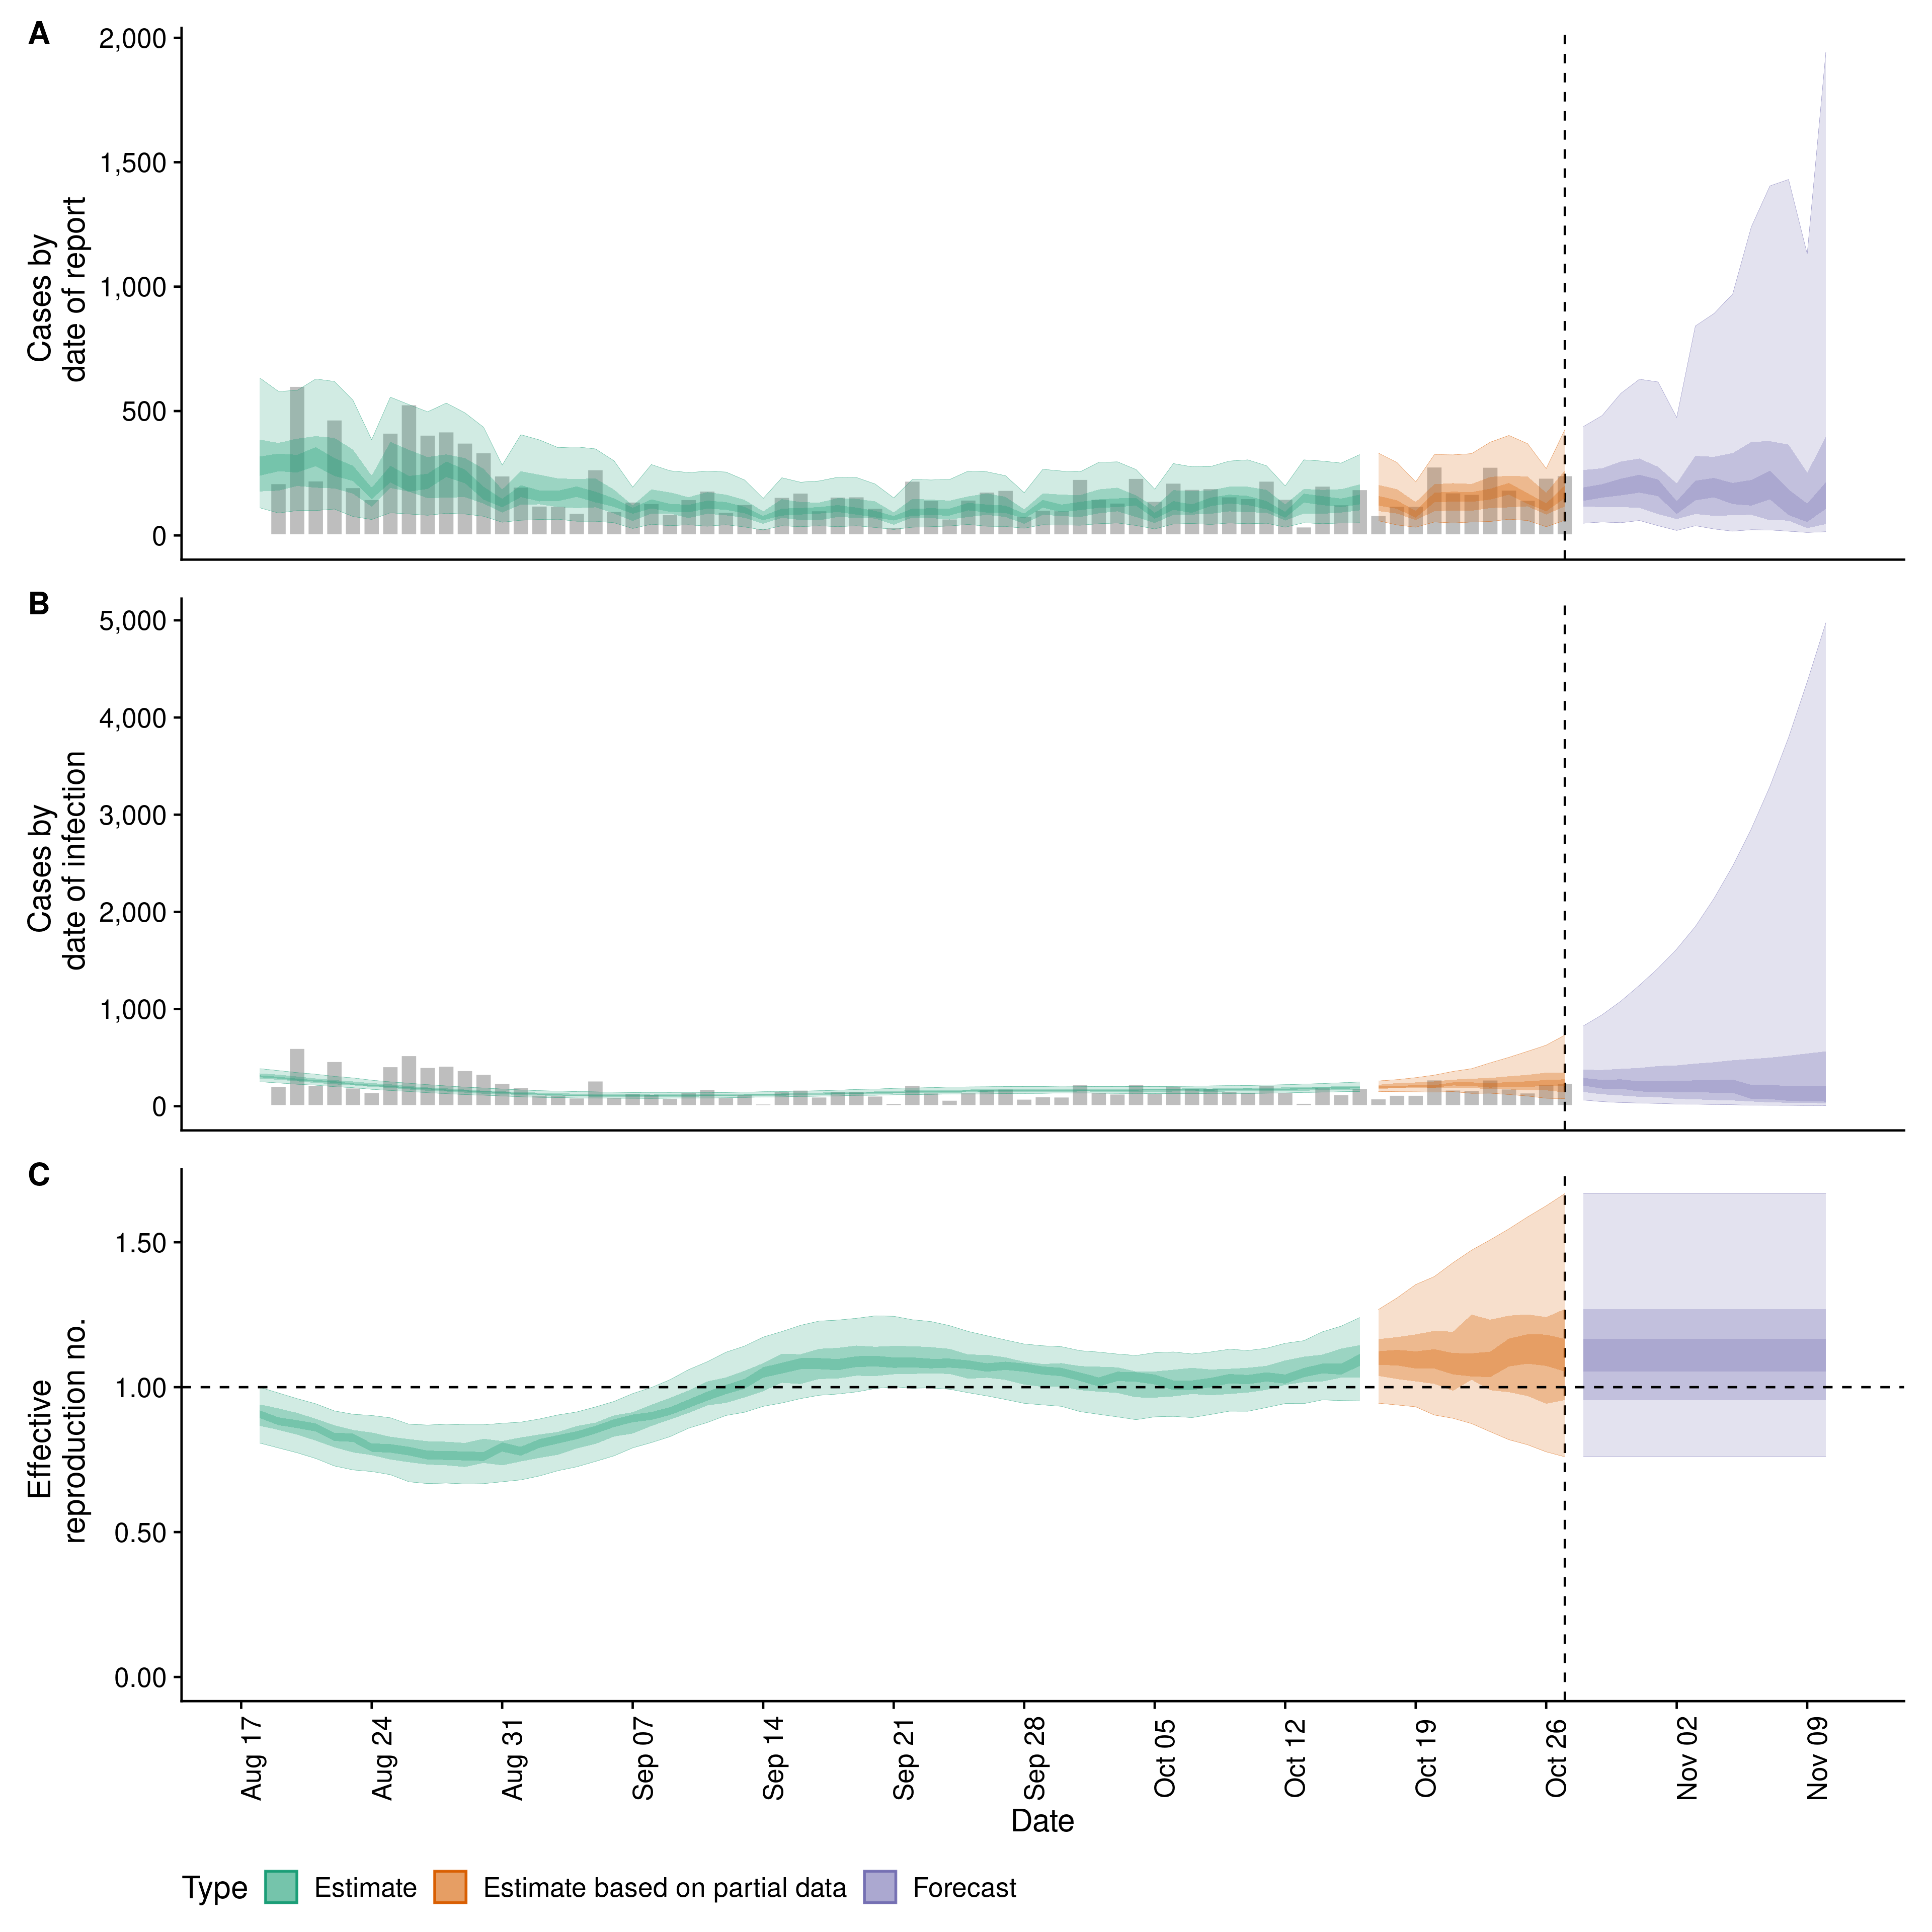 A
2,000
1,500
1,000
500
0
Cases by
date of report
B
5,000
4,000
3,000
2,000
1,000
0
Cases by
date of infection
C
1.50
1.00
0.50
0.00
Effective
reproduction no.
Aug 17
Aug 24
Aug 31
Sep 07
Sep 14
Sep 21
Sep 28
Oct 05
Oct 12
Oct 19
Oct 26
Nov 02
Nov 09
Date
Type Estimate Estimate based on partial data Forecast